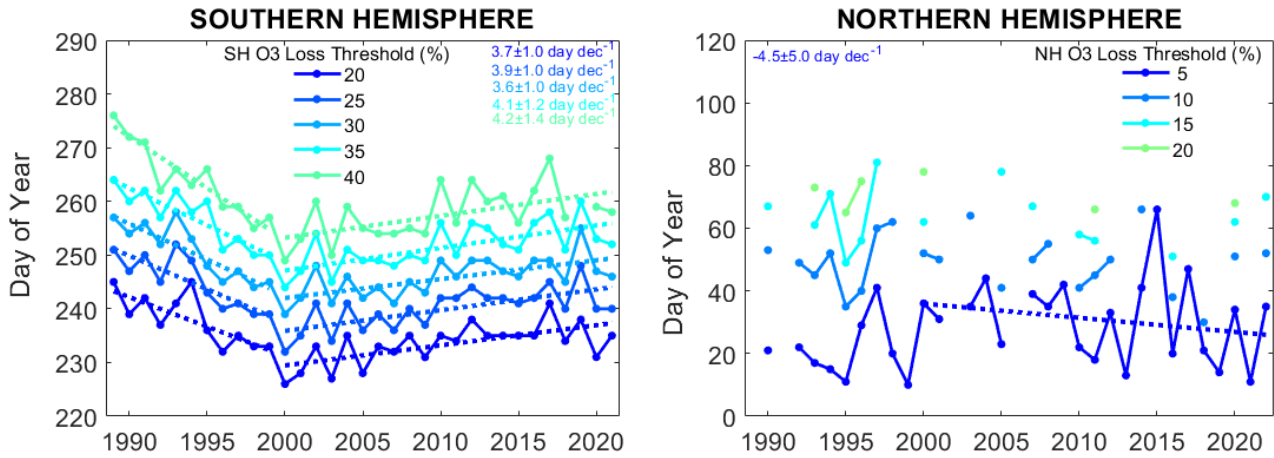 SOUTHERN HEMISPHERE
290
280
270
260
250
240
230
220
Day of Year
SH O3 Loss Threshold (%)
20
25
30
35
40
3.7±1.0 day dec⁻¹
3.9±1.0 day dec⁻¹
3.6±1.0 day dec⁻¹
4.1±1.2 day dec⁻¹
4.2±1.4 day dec⁻¹
1990 1995 2000 2005 2010 2015 2020
NORTHERN HEMISPHERE
120
100
80
60
40
20
0
Day of Year
-4.5±5.0 day dec⁻¹
NH O3 Loss Threshold (%)
5
10
15
20
1990 1995 2000 2005 2010 2015 2020